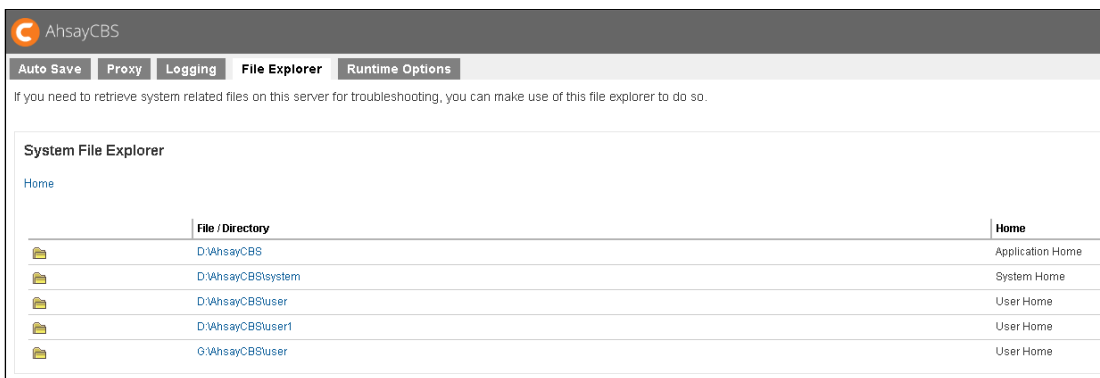 AhsayCBS
Auto Save Proxy Logging File Explorer Runtime Options
If you need to retrieve system related files on this server for troubleshooting, you can make use of this file explorer to do so.
System File Explorer
Home
File / Directory Home
D:\AhsayCBS Application Home
D:\AhsayCBS\system System Home
D:\AhsayCBS\user User Home
D:\AhsayCBS\user1 User Home
G:\AhsayCBS\user User Home